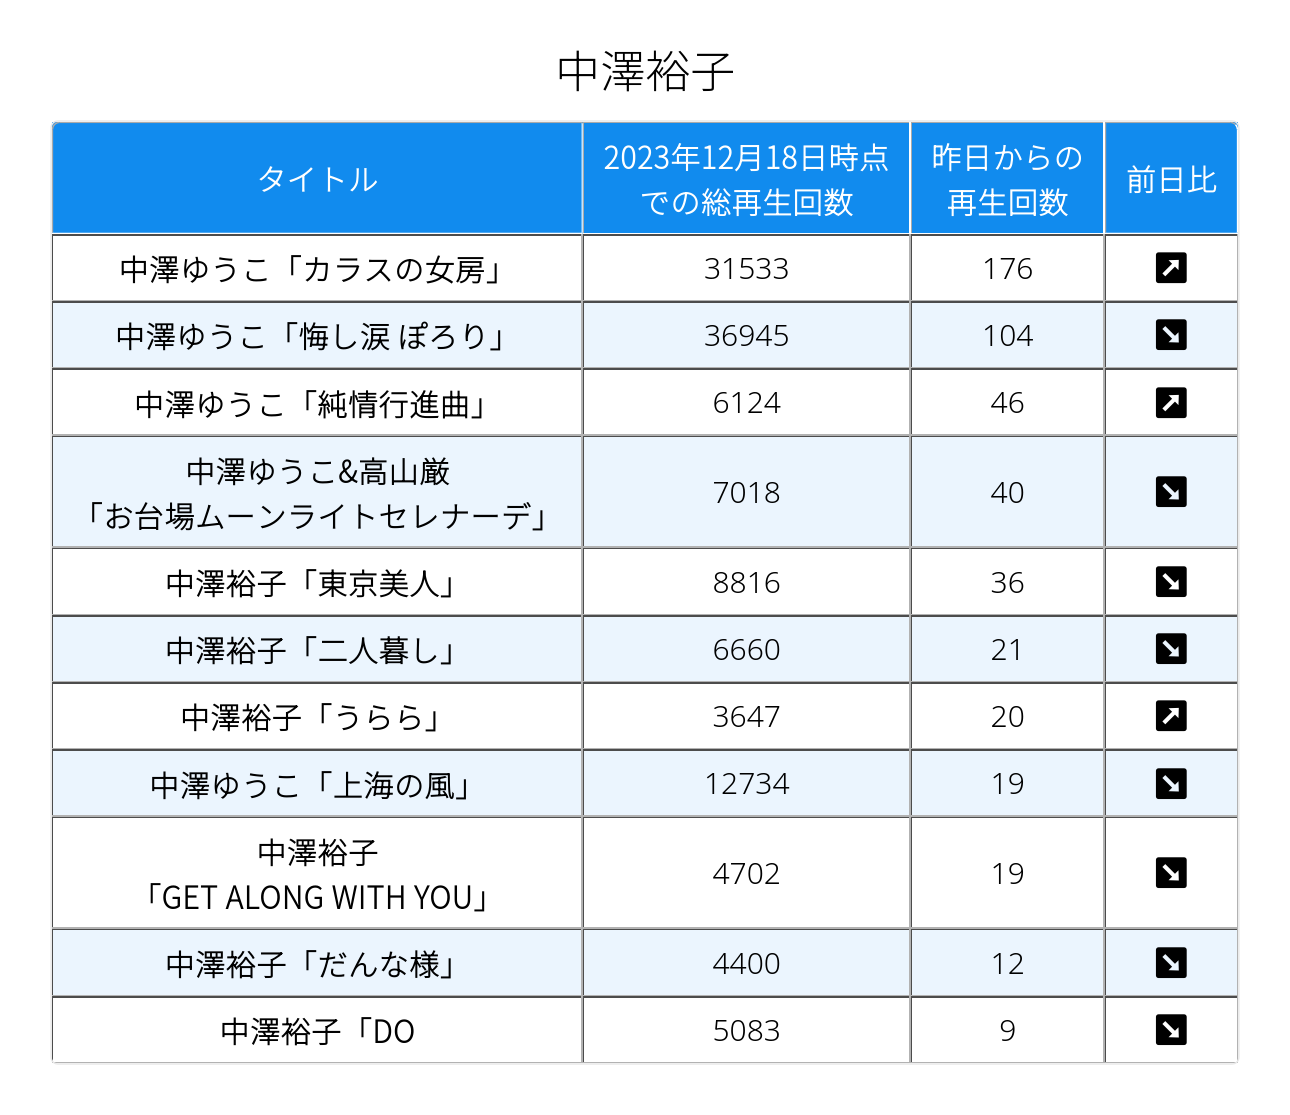 中澤裕子
タイトル
2023年12月18日時点
での総再生回数
昨日からの
再生回数
前日比
中澤ゆうこ「カラスの女房」 31533 176
中澤ゆうこ「悔し涙 ぽろり」 36945 104
中澤ゆうこ「純情行進曲」 6124 46
中澤ゆうこ&高山厳
「お台場ムーンライトセレナーデ」 7018 40
中澤裕子「東京美人」 8816 36
中澤裕子「二人暮し」 6660 21
中澤裕子「うらら」 3647 20
中澤ゆうこ「上海の風」 12734 19
中澤裕子
「GET ALONG WITH YOU」 4702 19
中澤裕子「だんな様」 4400 12
中澤裕子「DO 5083 9